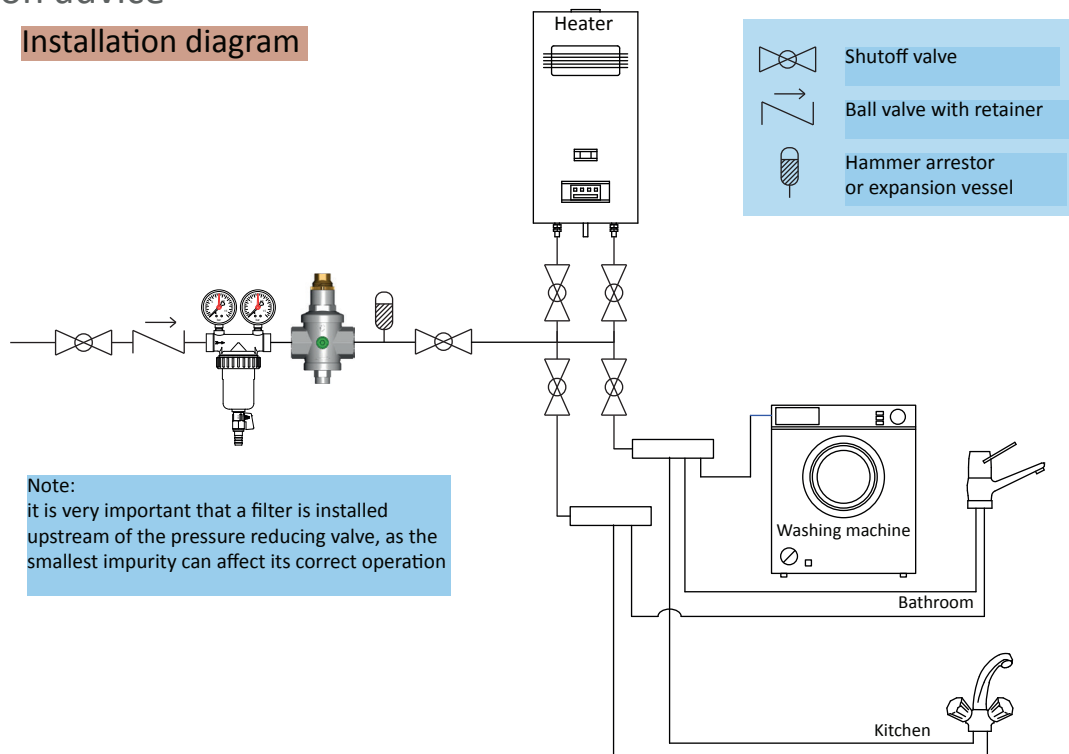 on advice
Installation diagram
Heater
Shutoff valve
Ball valve with retainer
Hammer arrestor
or expansion vessel
Note:
it is very important that a filter is installed
upstream of the pressure reducing valve, as the
smallest impurity can affect its correct operation
Washing machine
Bathroom
Kitchen